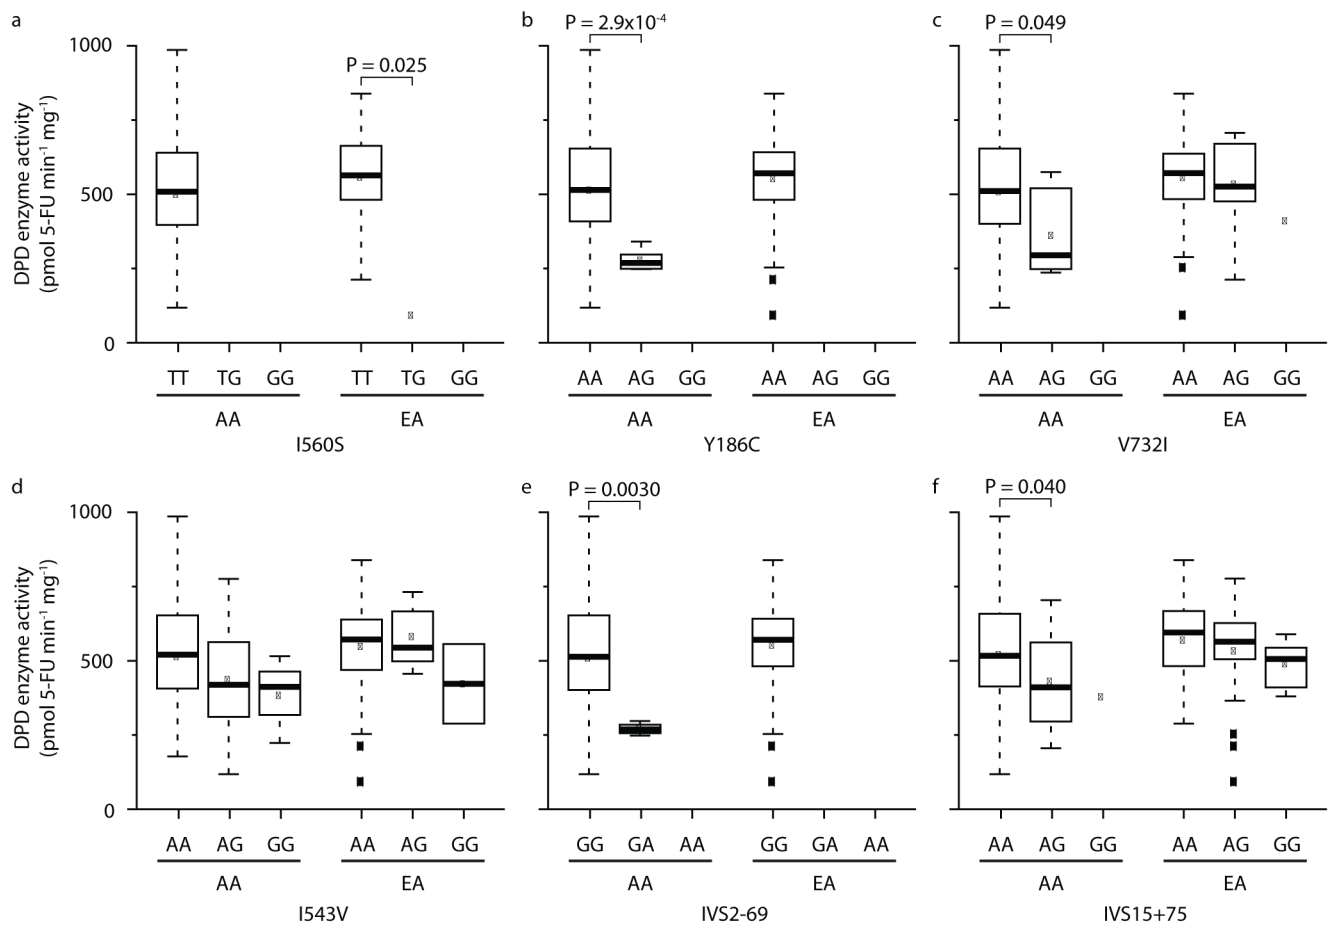 a
DPD enzyme activity
(pmol 5-FU min⁻¹ mg⁻¹)
1000
500
0
P = 0.025
TT TG GG TT TG GG
AA EA
I560S
b
P = 2.9x10⁻⁴
AA AG GG AA AG GG
AA EA
Y186C
c
P = 0.049
AA AG GG AA AG GG
AA EA
V732I
d
DPD enzyme activity
(pmol 5-FU min⁻¹ mg⁻¹)
1000
500
0
AA AG GG AA AG GG
AA EA
I543V
e
P = 0.0030
GG GA AA GG GA AA
AA EA
IVS2-69
f
P = 0.040
AA AG GG AA AG GG
AA EA
IVS15+75